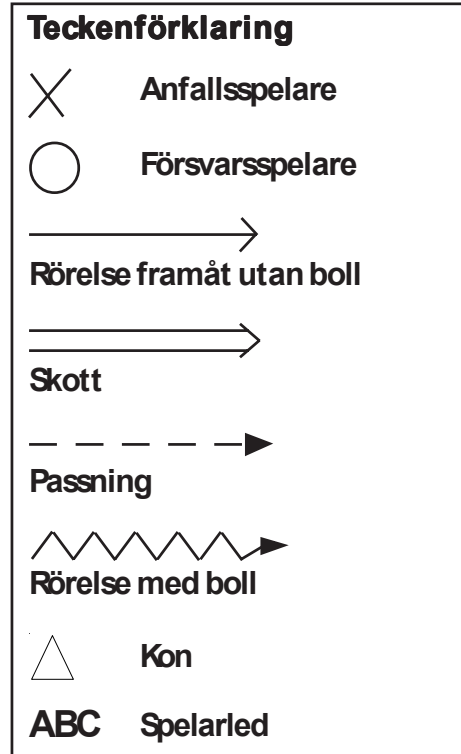 Teckenförklaring
Anfallsspelare
Försvarsspelare
Rörelse framåt utan boll
Skott
Passning
Rörelse med boll
Kon
ABC Spelarled